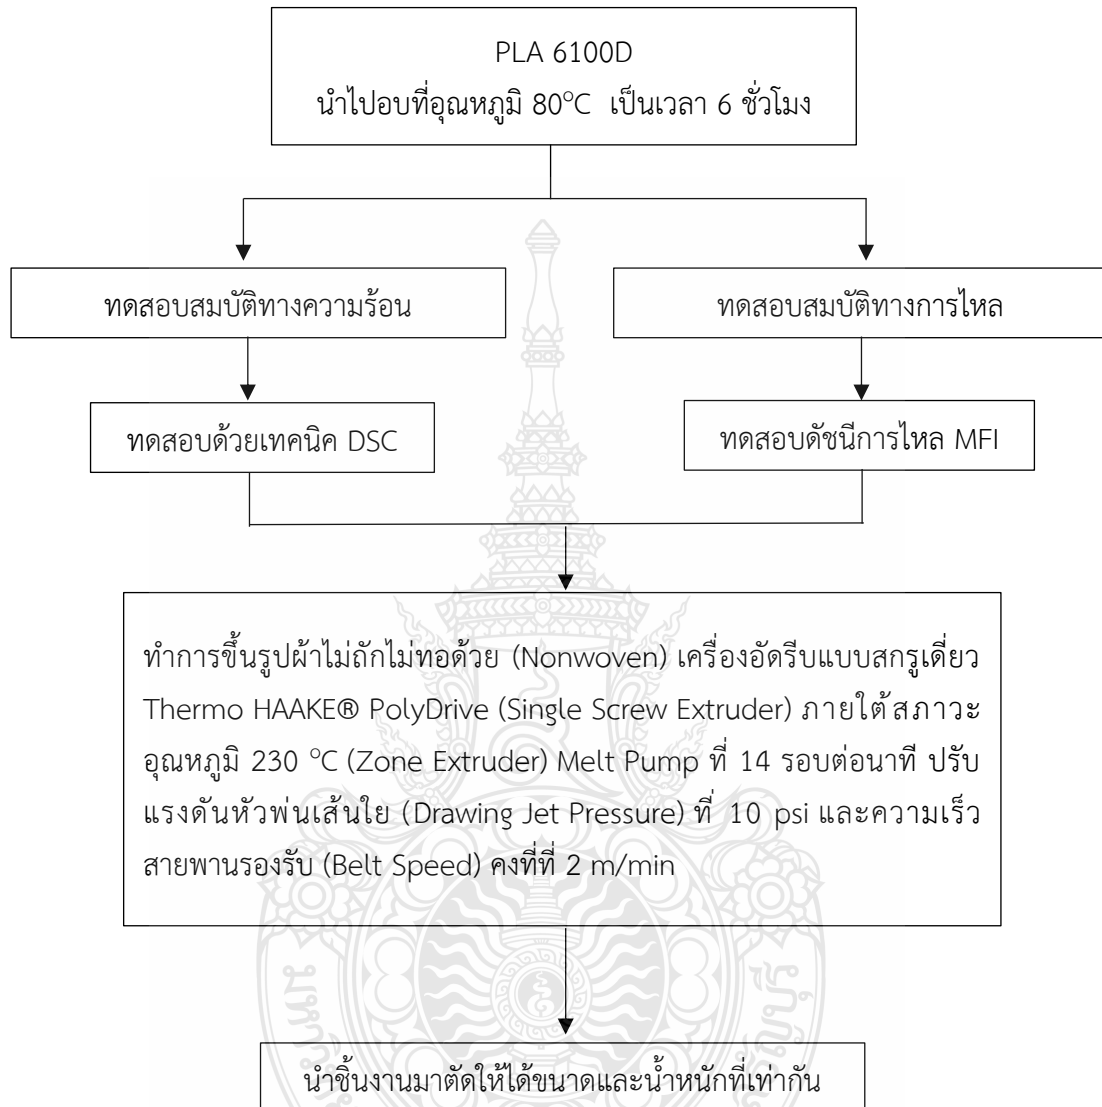 PLA 6100D
นำไปอบที่อุณหภูมิ 80°C เป็นเวลา 6 ชั่วโมง
ทดสอบสมบัติทางความร้อน
ทดสอบสมบัติทางการไหล
ทดสอบด้วยเทคนิค DSC
ทดสอบดัชนีการไหล MFI
ทำการขึ้นรูปผ้าไม่ถักไม่ทอด้วย (Nonwoven) เครื่องอัดรีบแบบสกรูเดี่ยว
Thermo HAAKE® PolyDrive (Single Screw Extruder) ภายใต้สภาวะ
อุณหภูมิ 230 °C (Zone Extruder) Melt Pump ที่ 14 รอบต่อนาที ปรับ
แรงดันหัวพ่นเส้นใย (Drawing Jet Pressure) ที่ 10 psi และความเร็ว
สายพานรองรับ (Belt Speed) คงที่ที่ 2 m/min
นำชิ้นงานมาตัดให้ได้ขนาดและน้ำหนักที่เท่ากัน